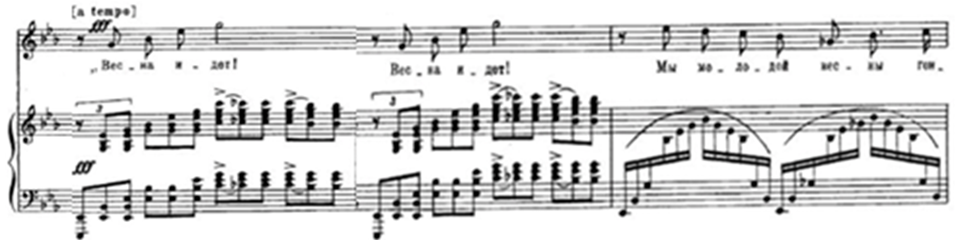 [a tempo]
fff
Вес - на и - дет! Вес - на и - дет! Мы мо - ло - дой вес - ны гон -
3 3
fff